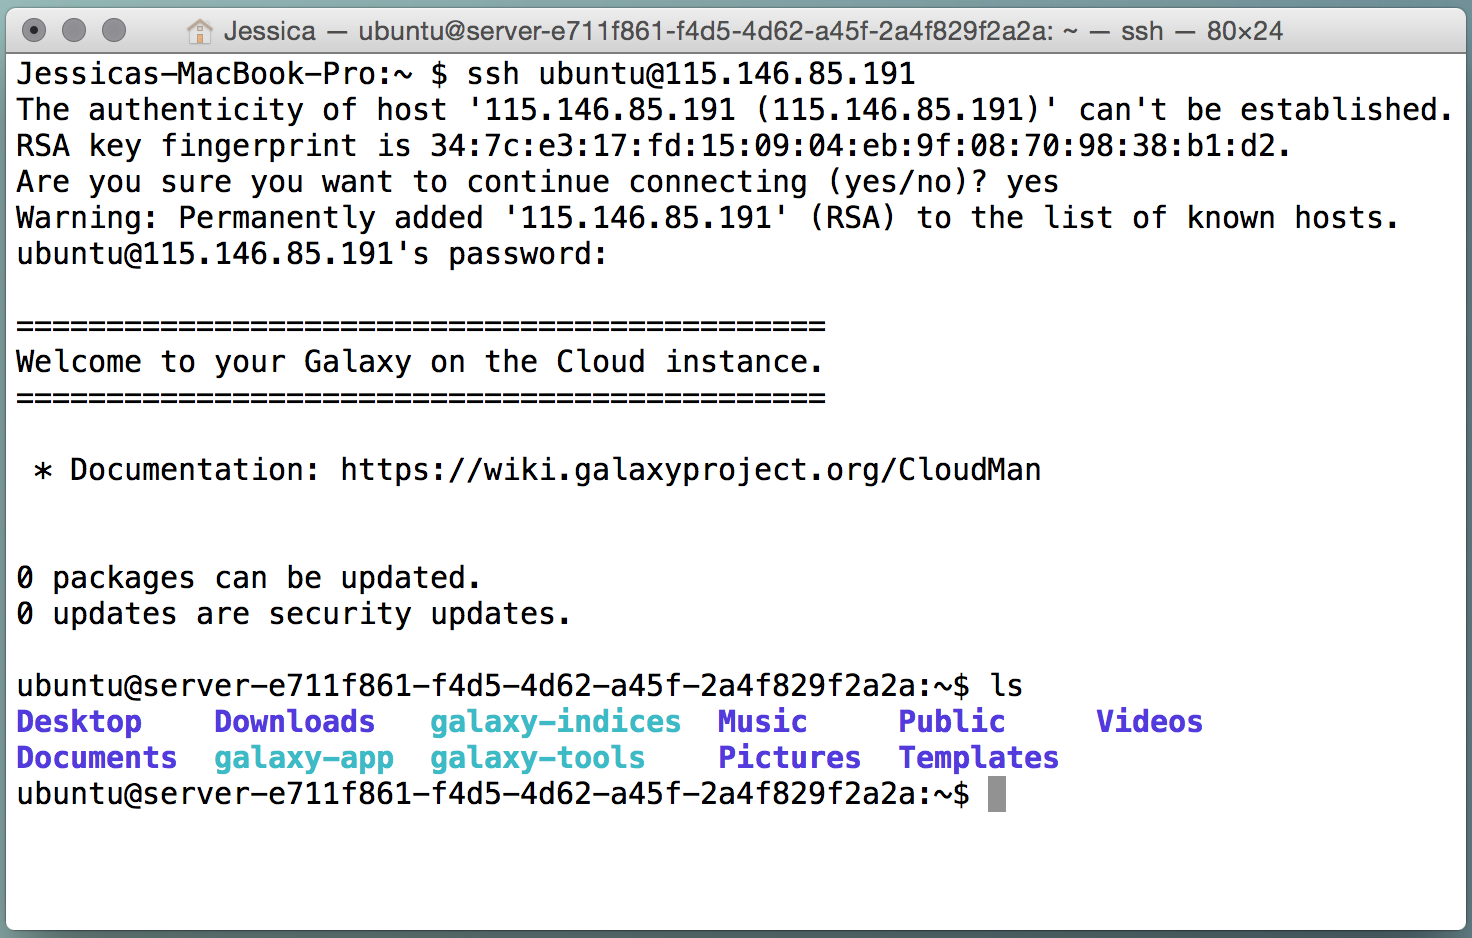 Jessica — ubuntu@server-e711f861-f4d5-4d62-a45f-2a4f829f2a2a: ~ — ssh — 80×24
Jessicas-MacBook-Pro:~ $ ssh ubuntu@115.146.85.191
The authenticity of host '115.146.85.191 (115.146.85.191)' can't be established.
RSA key fingerprint is 34:7c:e3:17:fd:15:09:04:eb:9f:08:70:98:38:b1:d2.
Are you sure you want to continue connecting (yes/no)? yes
Warning: Permanently added '115.146.85.191' (RSA) to the list of known hosts.
ubuntu@115.146.85.191's password:
=============================================
Welcome to your Galaxy on the Cloud instance.
=============================================
* Documentation: https://wiki.galaxyproject.org/CloudMan
0 packages can be updated.
0 updates are security updates.
ubuntu@server-e711f861-f4d5-4d62-a45f-2a4f829f2a2a:~$ ls
Desktop Downloads galaxy-indices Music Public Videos
Documents galaxy-app galaxy-tools Pictures Templates
ubuntu@server-e711f861-f4d5-4d62-a45f-2a4f829f2a2a:~$